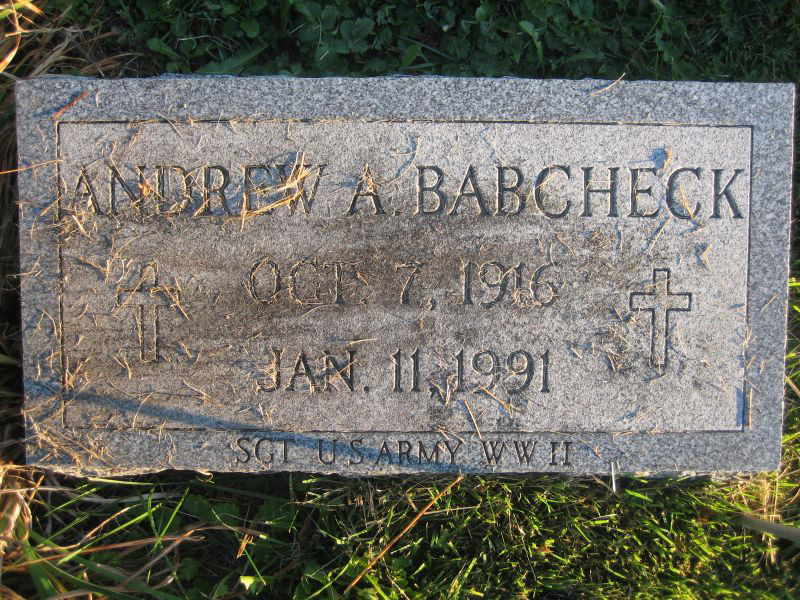 ANDREW A. BABCHECK
OCT. 7, 1916
JAN. 11, 1991
SGT U.S. ARMY WW II